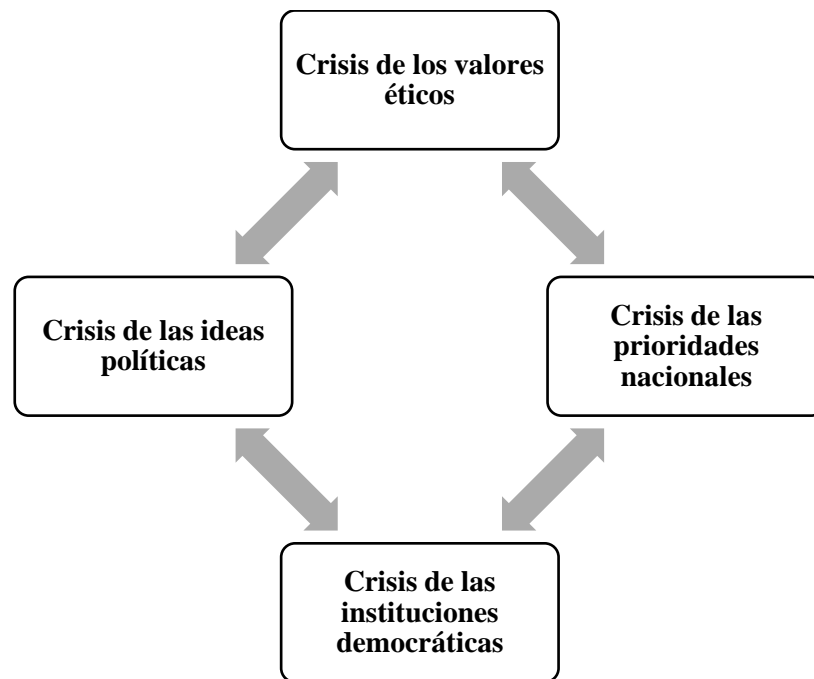 Crisis de los valores
éticos
Crisis de las ideas
políticas
Crisis de las
prioridades
nacionales
Crisis de las
instituciones
democráticas